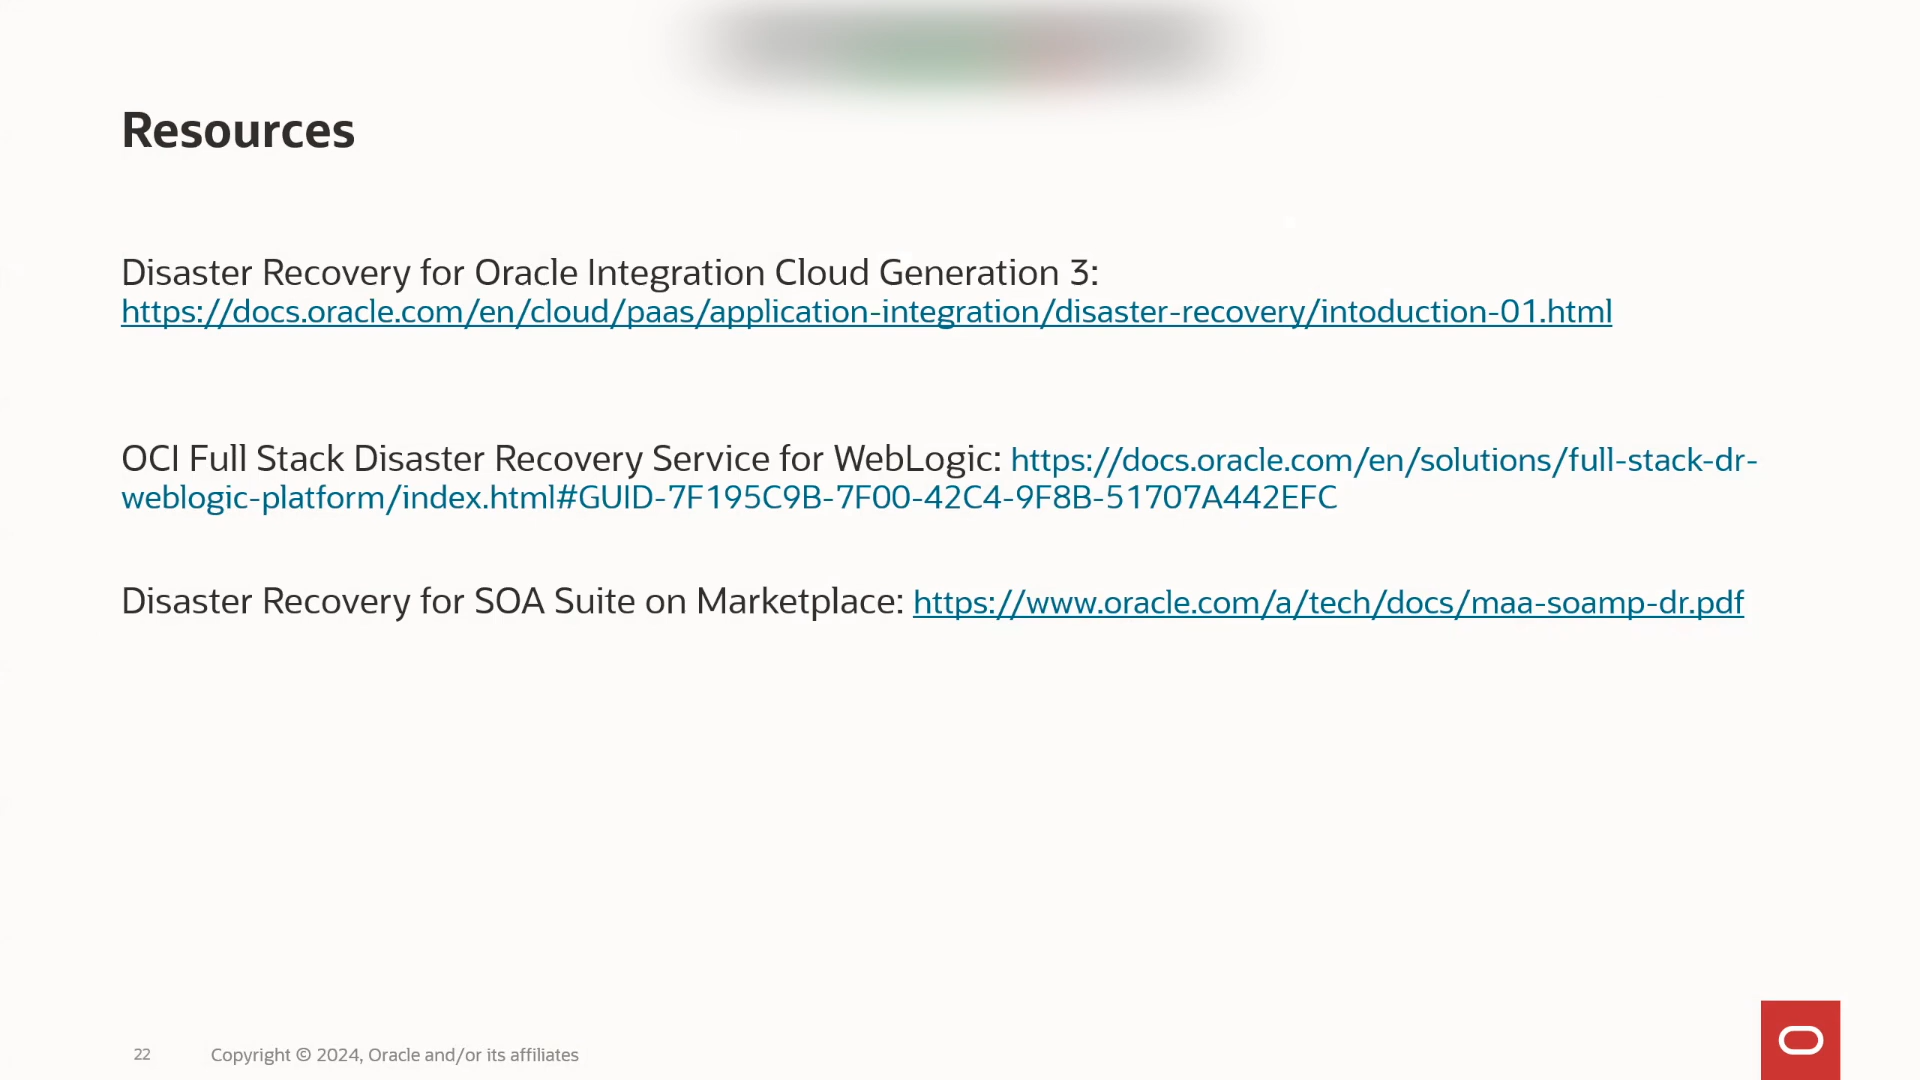 Resources
Disaster Recovery for Oracle Integration Cloud Generation 3:
https://docs.oracle.com/en/cloud/paas/application-integration/disaster-recovery/intoduction-01.html
OCI Full Stack Disaster Recovery Service for WebLogic: https://docs.oracle.com/en/solutions/full-stack-dr-
weblogic-platform/index.html#GUID-7F195C9B-7F00-42C4-9F8B-51707A442EFC
Disaster Recovery for SOA Suite on Marketplace: https://www.oracle.com/a/tech/docs/maa-soamp-dr.pdf
22 Copyright © 2024, Oracle and/or its affiliates